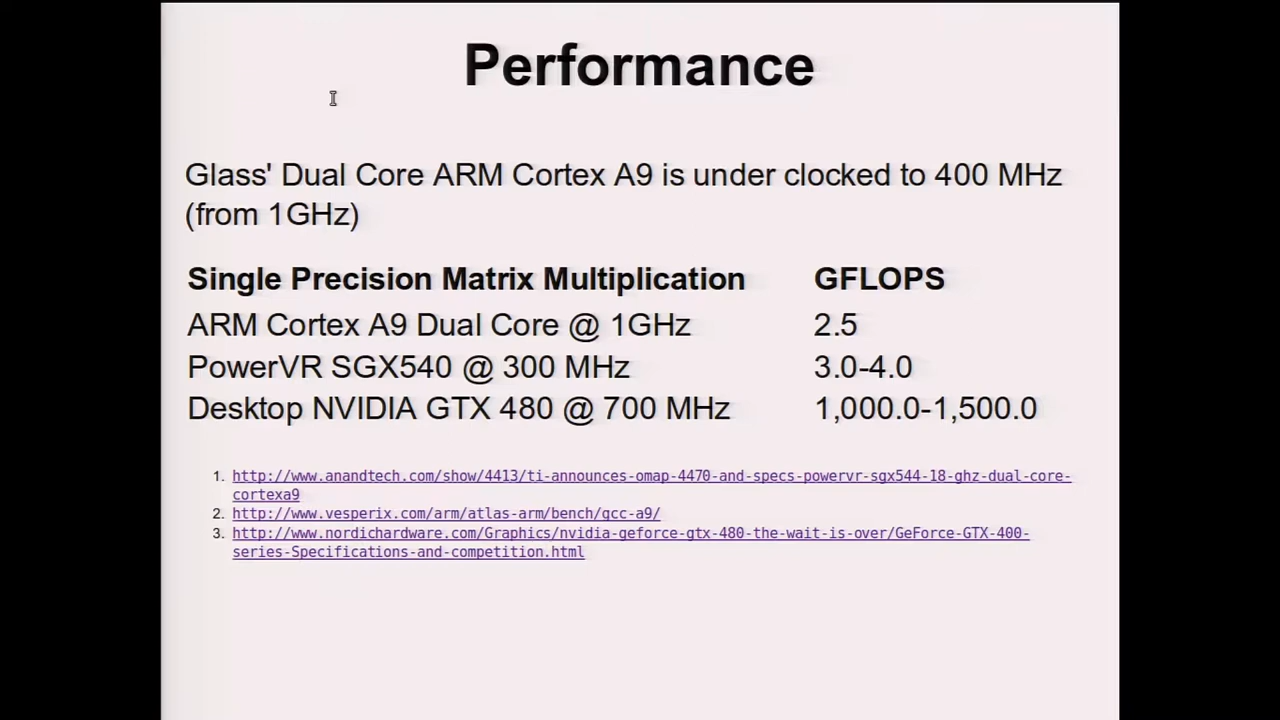 Performance
Glass' Dual Core ARM Cortex A9 is under clocked to 400 MHz
(from 1GHz)
Single Precision Matrix Multiplication GFLOPS
ARM Cortex A9 Dual Core @ 1GHz 2.5
PowerVR SGX540 @ 300 MHz 3.0-4.0
Desktop NVIDIA GTX 480 @ 700 MHz 1,000.0-1,500.0
1. http://www.anandtech.com/show/4413/ti-announces-omap-4470-and-specs-powervr-sgx544-18-ghz-dual-core-
cortexa9
2. http://www.vesperix.com/arm/atlas-arm/bench/gcc-a9/
3. http://www.nordichardware.com/Graphics/nvidia-geforce-gtx-480-the-wait-is-over/GeForce-GTX-400-
series-Specifications-and-competition.html